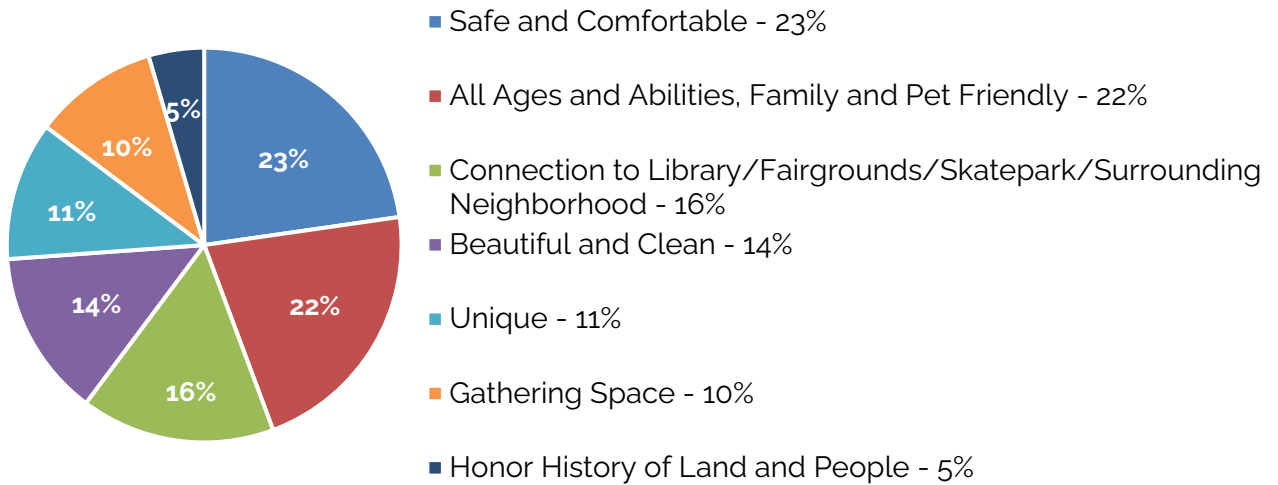 Safe and Comfortable - 23%
All Ages and Abilities, Family and Pet Friendly - 22%
Connection to Library/Fairgrounds/Skatepark/Surrounding
Neighborhood - 16%
Beautiful and Clean - 14%
Unique - 11%
Gathering Space - 10%
Honor History of Land and People - 5%
5%
10%
23%
11%
14%
22%
16%